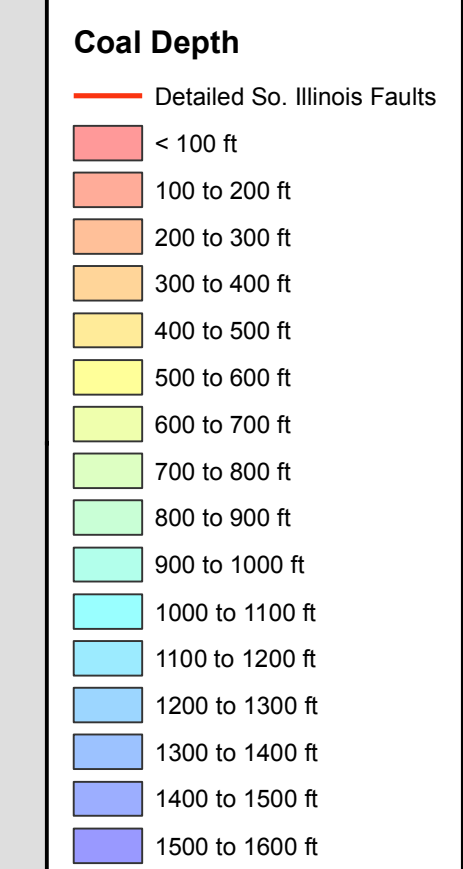 Coal Depth
Detailed So. Illinois Faults
< 100 ft
100 to 200 ft
200 to 300 ft
300 to 400 ft
400 to 500 ft
500 to 600 ft
600 to 700 ft
700 to 800 ft
800 to 900 ft
900 to 1000 ft
1000 to 1100 ft
1100 to 1200 ft
1200 to 1300 ft
1300 to 1400 ft
1400 to 1500 ft
1500 to 1600 ft